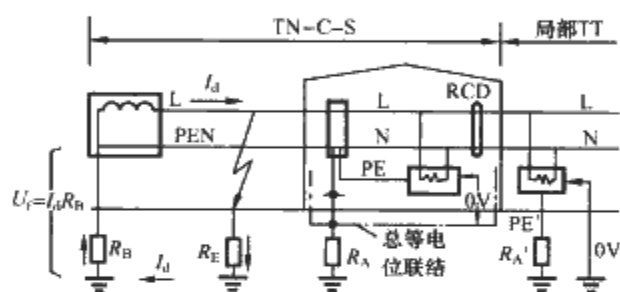 TN-C-S
局部TT
L
I_d
L
RCD
L
PEN
N
N
PE
U_f=I_dR_B
0V
PE'
R_B
I_d
R_E
R_A
总等电
位联结
R_A'
0V